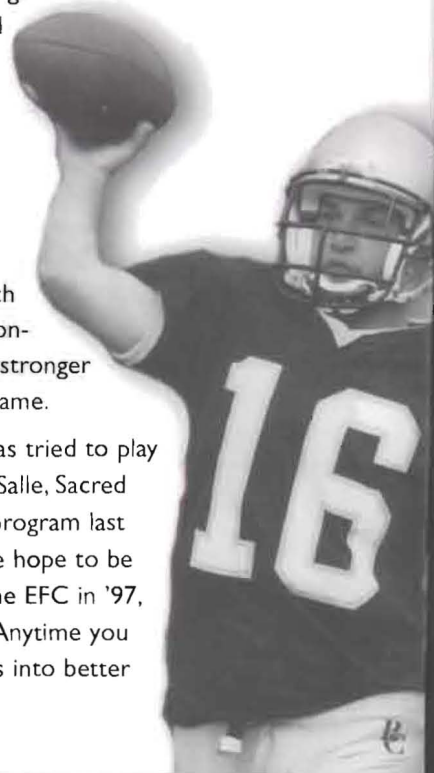 th
on-
stronger
ame.
as tried to play
Salle, Sacred
program last
e hope to be
he EFC in '97,
Anytime you
s into better
16